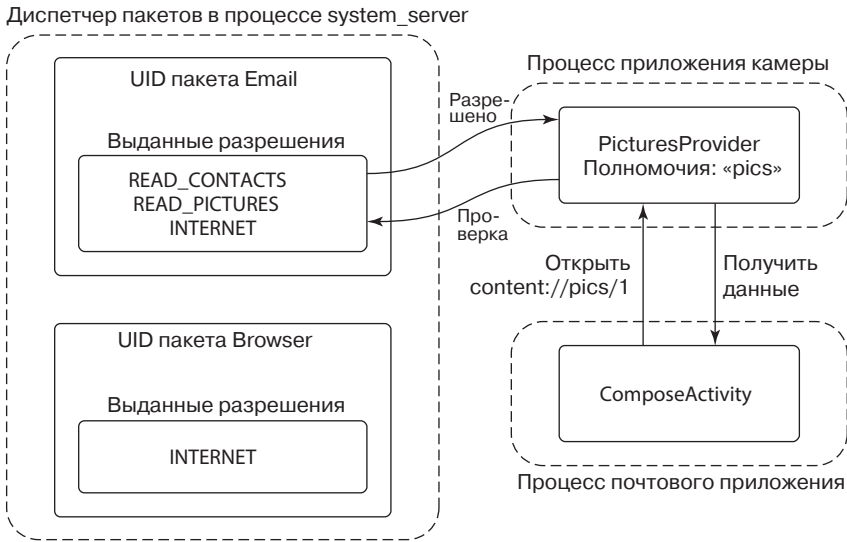 Диспетчер пакетов в процессе system_server
UID пакета Email
Выданные разрешения
READ_CONTACTS
READ_PICTURES
INTERNET
UID пакета Browser
Выданные разрешения
INTERNET
Разре-
шено
Про-
верка
Процесс приложения камеры
PicturesProvider
Полномочия: «pics»
Открыть
content://pics/1
Получить
данные
ComposeActivity
Процесс почтового приложения